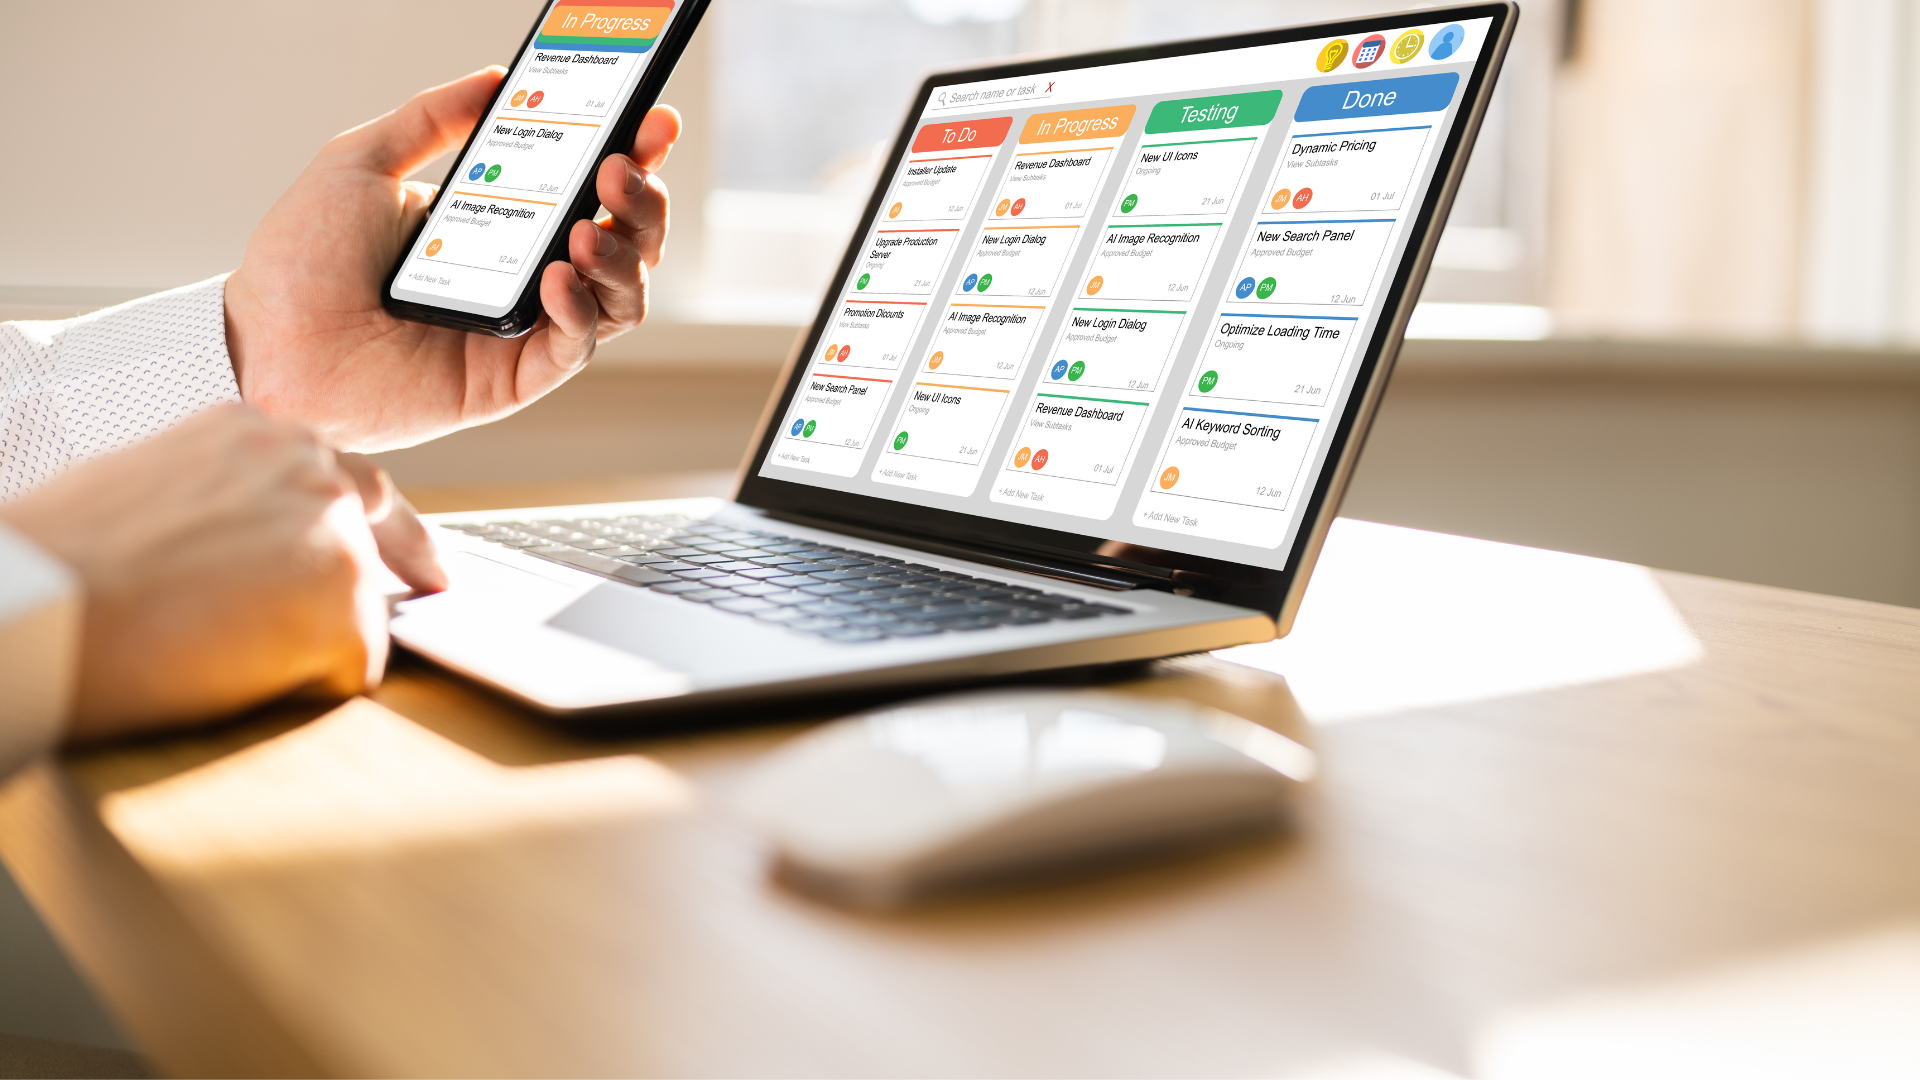 In Progress
Revenue Dashboard
View Subtasks
JM AH
01 Jul
New Login Dialog
Approved Budget
AP PM
12 Jun
AI Image Recognition
Approved Budget
JM
12 Jun
+ Add New Task
Search name or task X
To Do
Installer Update
Approved Budget
JM
12 Jun
Upgrade Production
Server
Ongoing
PM
21 Jun
Promotion Dicounts
View Subtasks
JM AH
01 Jul
New Search Panel
Approved Budget
AP PM
12 Jun
+ Add New Task
In Progress
Revenue Dashboard
View Subtasks
JM AH
01 Jul
New Login Dialog
Approved Budget
AP PM
12 Jun
AI Image Recognition
Approved Budget
JM
12 Jun
New UI Icons
Ongoing
PM
21 Jun
+ Add New Task
Testing
New UI Icons
Ongoing
PM
21 Jun
AI Image Recognition
Approved Budget
JM
12 Jun
New Login Dialog
Approved Budget
AP PM
12 Jun
Revenue Dashboard
View Subtasks
JM AH
01 Jul
+ Add New Task
Done
Dynamic Pricing
View Subtasks
JM AH
01 Jul
New Search Panel
Approved Budget
AP PM
12 Jun
Optimize Loading Time
Ongoing
PM
21 Jun
AI Keyword Sorting
Approved Budget
JM
12 Jun
+ Add New Task